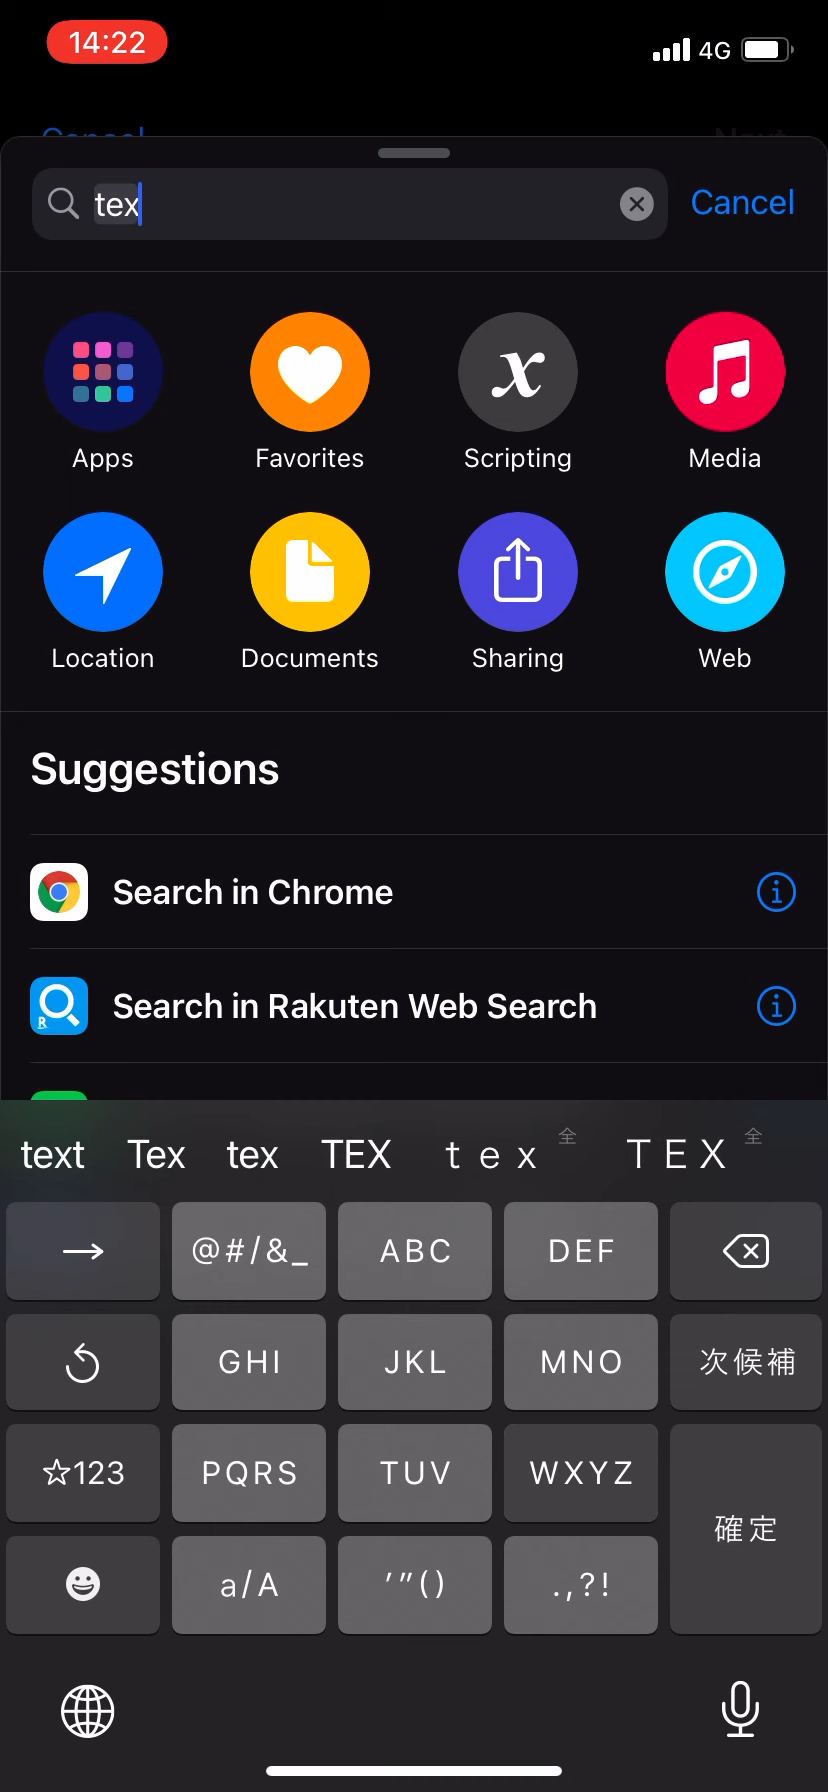 14:22
4G
Cancel
Next
tex
Cancel
Apps
Favorites
Scripting
Media
Location
Documents
Sharing
Web
Suggestions
Search in Chrome
Search in Rakuten Web Search
text Tex tex TEX ｔｅｘ 全 ＴＥＸ 全
→ @#/&_ ABC DEF
GHI JKL MNO 次候補
☆123 PQRS TUV WXYZ
確定
a/A ’”() .,?!